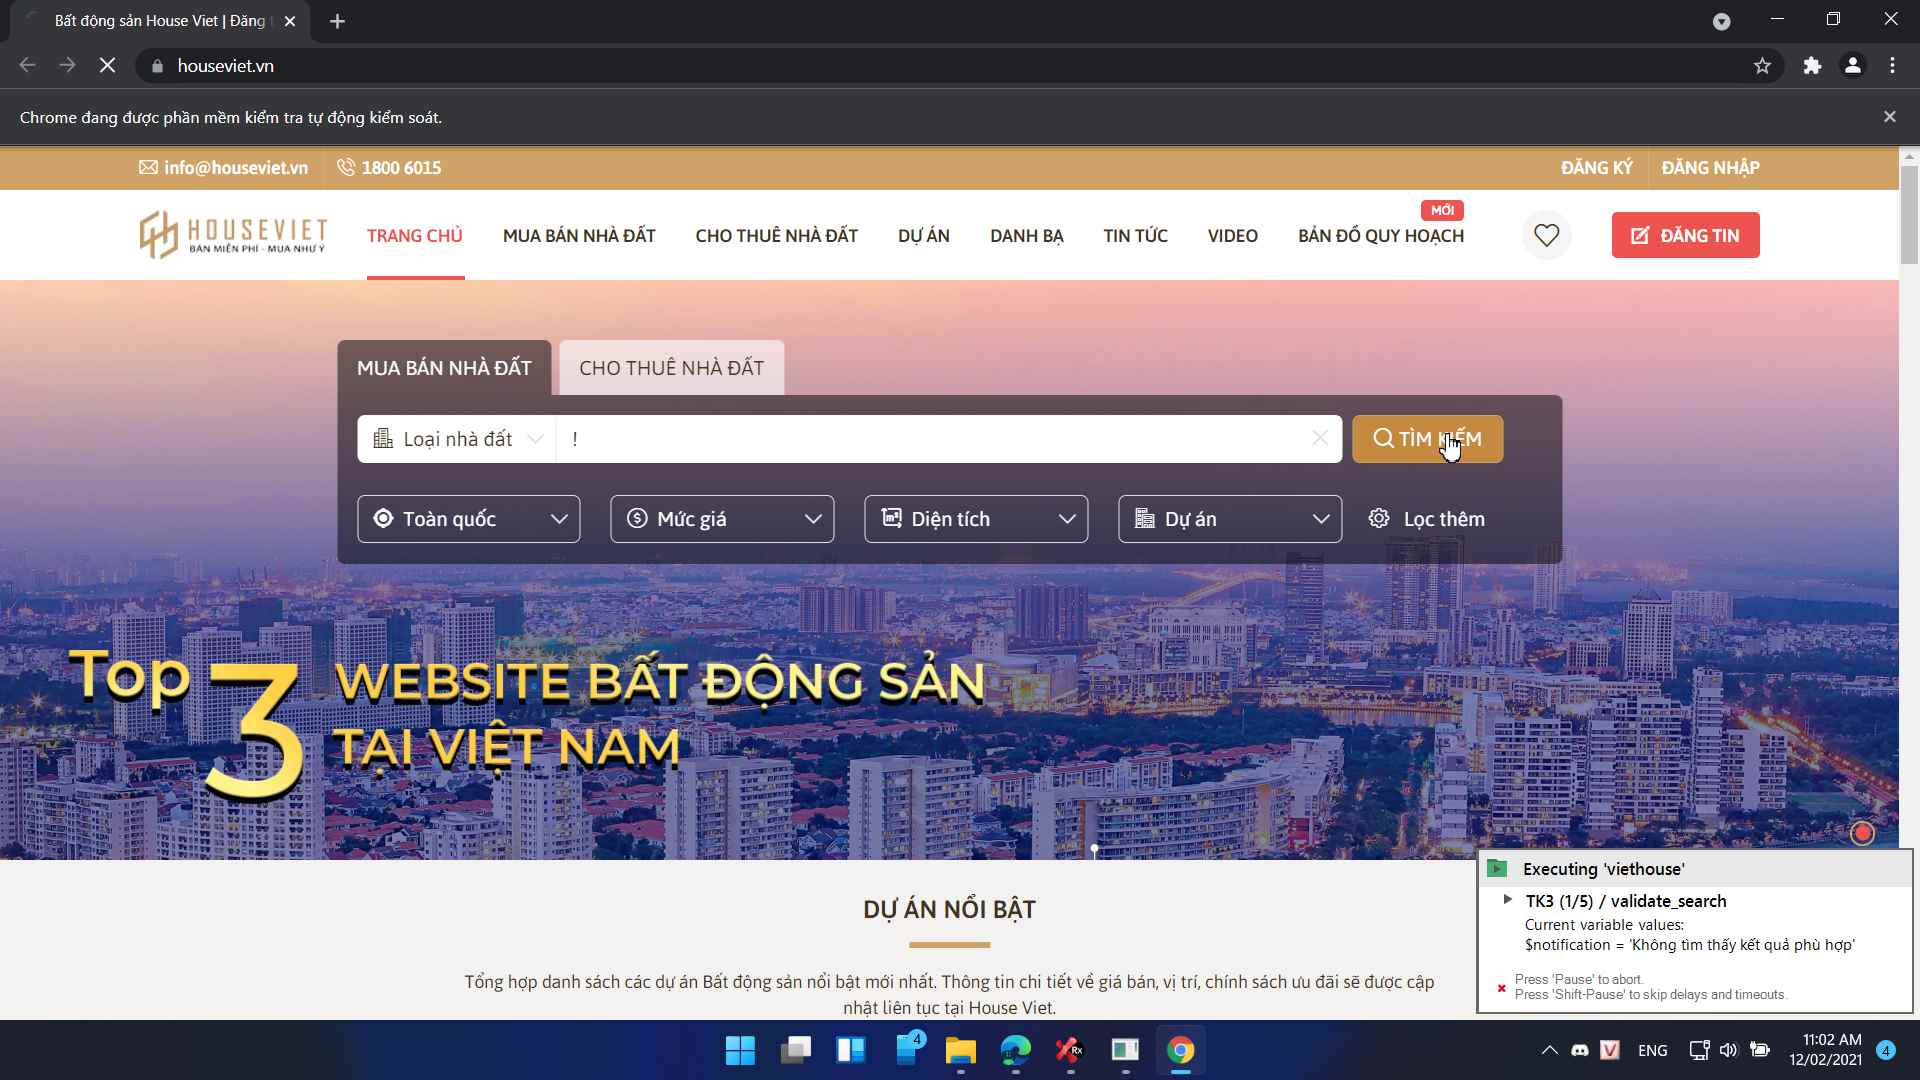 Bất động sản House Viet | Đăng
houseviet.vn
Chrome đang được phần mềm kiểm tra tự động kiểm soát.
info@houseviet.vn 1800 6015 ĐĂNG KÝ ĐĂNG NHẬP
HOUSEVIET
BÁN MIỄN PHÍ - MUA NHƯ Ý
TRANG CHỦ MUA BÁN NHÀ ĐẤT CHO THUÊ NHÀ ĐẤT DỰ ÁN DANH BẠ TIN TỨC VIDEO BẢN ĐỒ QUY HOẠCH MỚI ĐĂNG TIN
MUA BÁN NHÀ ĐẤT CHO THUÊ NHÀ ĐẤT
Loại nhà đất ! TÌM KIẾM
Toàn quốc Mức giá Diện tích Dự án Lọc thêm
Top 3 WEBSITE BẤT ĐỘNG SẢN
TẠI VIỆT NAM
DỰ ÁN NỔI BẬT
Tổng hợp danh sách các dự án Bất động sản nổi bật mới nhất. Thông tin chi tiết về giá bán, vị trí, chính sách ưu đãi sẽ được cập
nhật liên tục tại House Viet.
Executing 'viethouse'
TK3 (1/5) / validate_search
Current variable values:
$notification = 'Không tìm thấy kết quả phù hợp'
Press 'Pause' to abort.
Press 'Shift-Pause' to skip delays and timeouts.
4 Rx V ENG 11:02 AM
12/02/2021 4